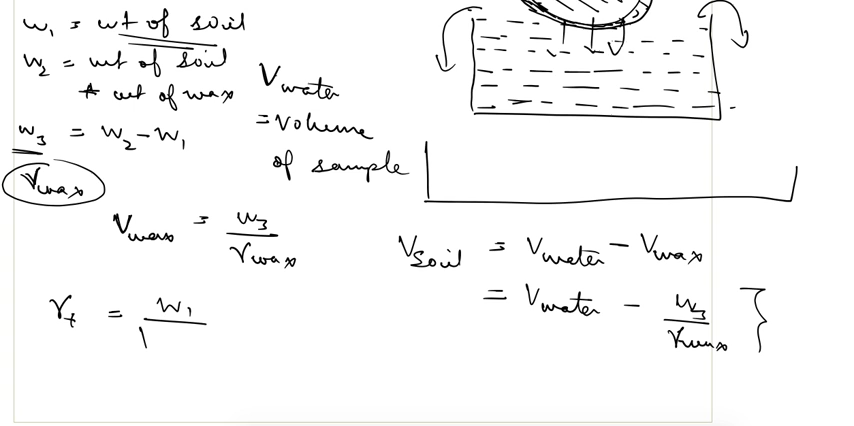 w₁ = wt of soil
w₂ = wt of soil
+ wt of wax
w₃ = w₂ - w₁
γwax
Vwater
= volume
of sample
Vwax = w₃ / γwax
γt = w₁ /
Vsoil = Vwater - Vwax
= Vwater - w₃ / γwax }